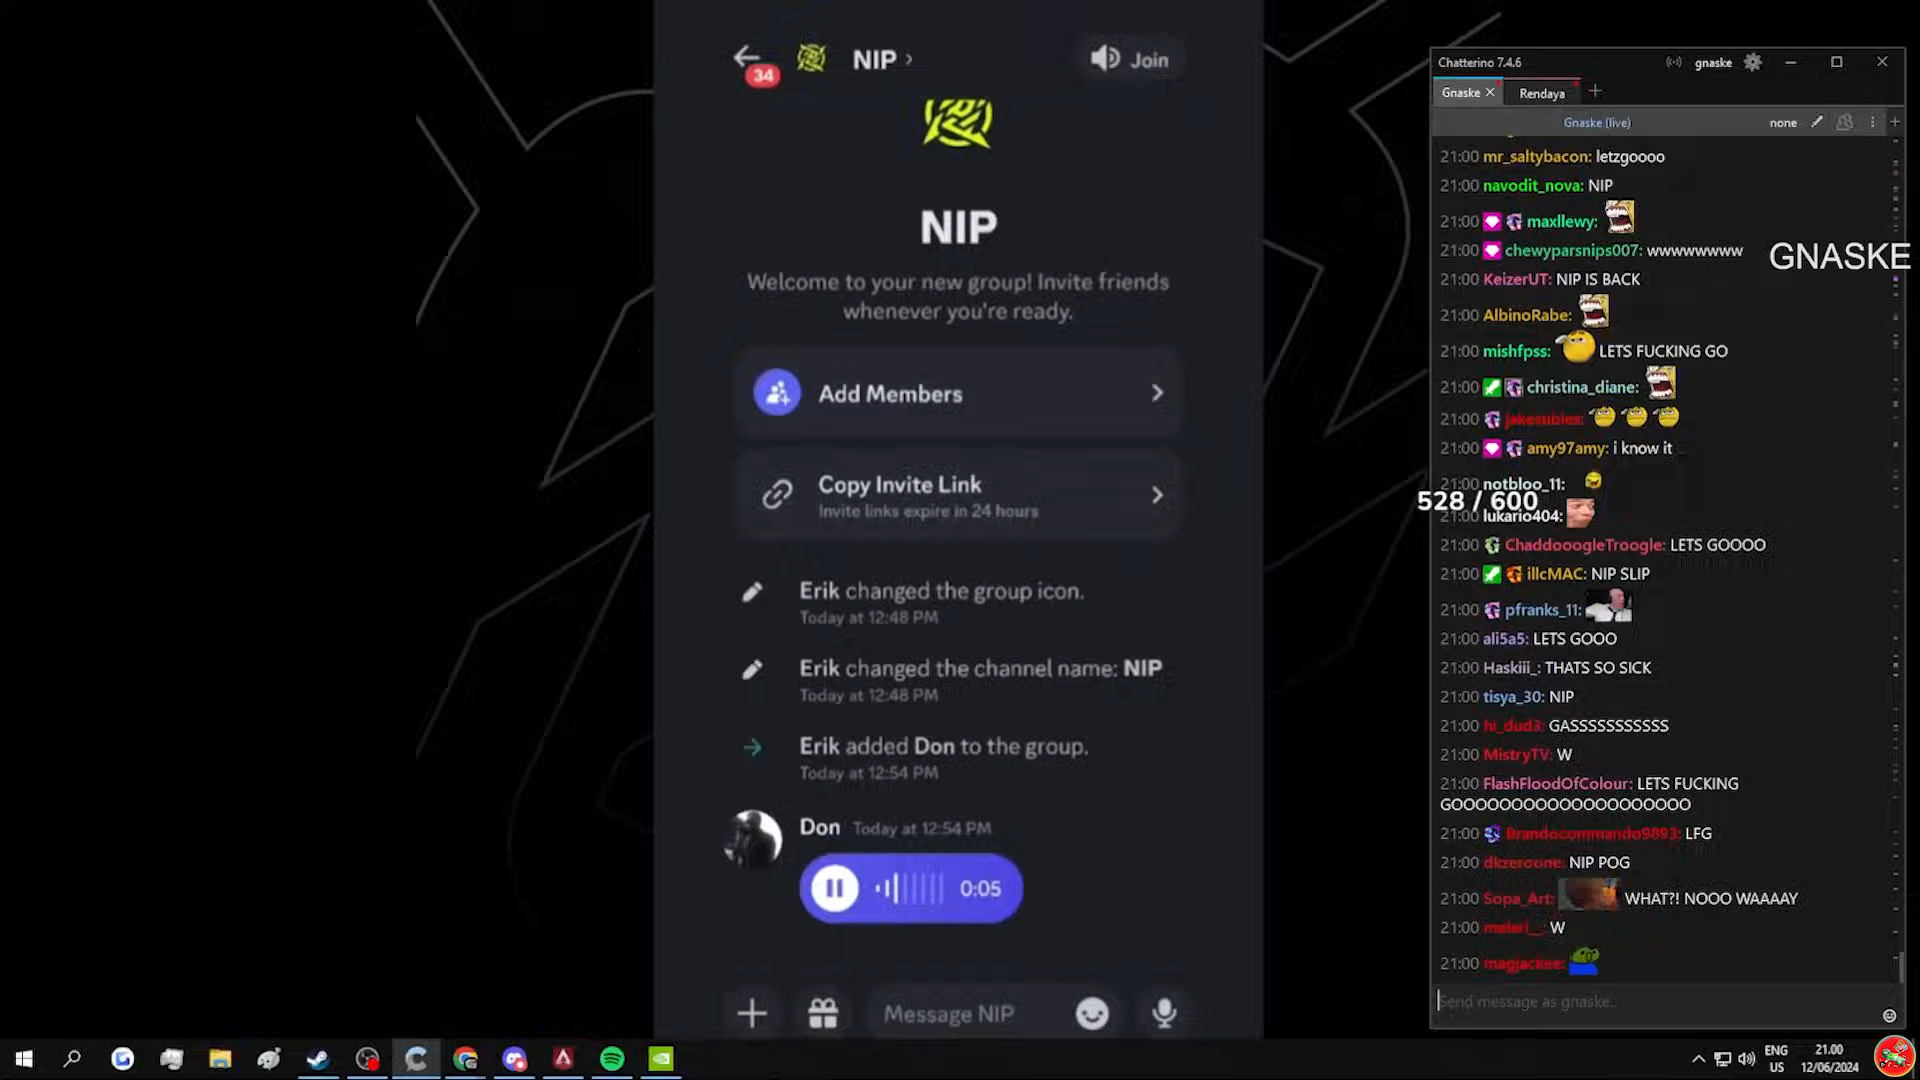 34
NIP
Join
NIP
Welcome to your new group! Invite friends
whenever you're ready.
Add Members
Copy Invite Link
Invite links expire in 24 hours
Erik changed the group icon.
Today at 12:48 PM
Erik changed the channel name: NIP
Today at 12:48 PM
Erik added Don to the group.
Today at 12:54 PM
Don Today at 12:54 PM
0:05
Message NIP
Chatterino 7.4.6
gnaske
Gnaske
Rendaya
Gnaske (live)
none
21:00 mr_saltybacon: letzgoooo
21:00 navodit_nova: NIP
21:00 maxllewy:
21:00 chewyparsnips007: wwwwwwww
GNASKE
21:00 KeizerUT: NIP IS BACK
21:00 AlbinoRabe:
21:00 mishfpss: LETS FUCKING GO
21:00 christina_diane:
21:00 jakesubies:
21:00 amy97amy: i know it
21:00 notbloo_11:
528 / 600
21:00 lukario404:
21:00 ChaddooogleTroogle: LETS GOOOO
21:00 illcMAC: NIP SLIP
21:00 pfranks_11:
21:00 ali5a5: LETS GOOO
21:00 Haskiii_: THATS SO SICK
21:00 tisya_30: NIP
21:00 hi_dud3: GASSSSSSSSSSS
21:00 MistryTV: W
21:00 FlashFloodOfColour: LETS FUCKING
GOOOOOOOOOOOOOOOOOOOO
21:00 Brandocommando9893: LFG
21:00 dkzeroone: NIP POG
21:00 Sopa_Art: WHAT?! NOOO WAAAAY
21:00 W
21:00 magjackee:
Send message as gnaske..
ENG
US
21.00
12/06/2024